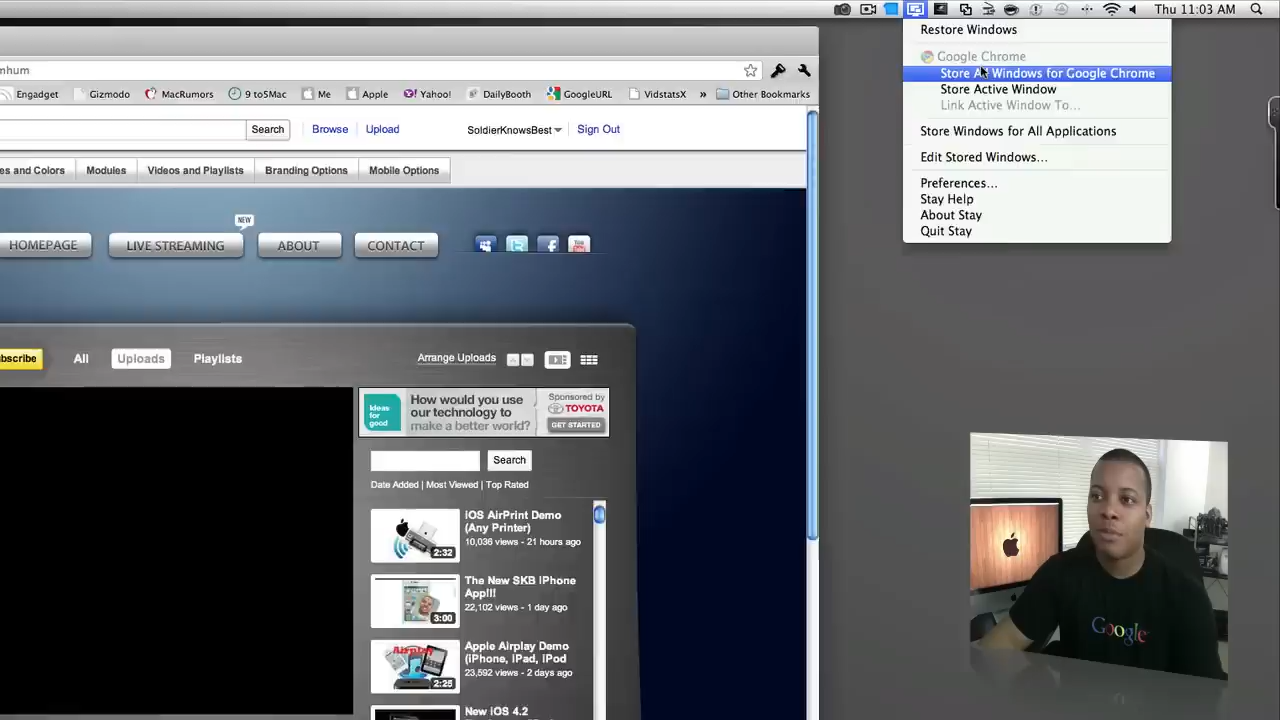 Thu 11:03 AM
Restore Windows
Google Chrome
Store All Windows for Google Chrome
Store Active Window
Link Active Window To...
Store Windows for All Applications
Edit Stored Windows...
Preferences...
Stay Help
About Stay
Quit Stay
mhum
Engadget
Gizmodo
MacRumors
9 to5Mac
Me
Apple
Yahoo!
DailyBooth
GoogleURL
VidstatsX
»
Other Bookmarks
Search
Browse
Upload
SoldierKnowsBest
Sign Out
es and Colors
Modules
Videos and Playlists
Branding Options
Mobile Options
NEW
HOMEPAGE
LIVE STREAMING
ABOUT
CONTACT
You
bscribe
All
Uploads
Playlists
Arrange Uploads
Ideas for good
How would you use
our technology to
make a better world?
Sponsored by
TOYOTA
GET STARTED
Search
Date Added | Most Viewed | Top Rated
2:32
iOS AirPrint Demo
(Any Printer)
10,036 views - 21 hours ago
3:00
The New SKB iPhone
App!!!
22,102 views - 1 day ago
Airplay
2:25
Apple Airplay Demo
(iPhone, iPad, iPod
23,592 views - 2 days ago
New iOS 4.2
Google